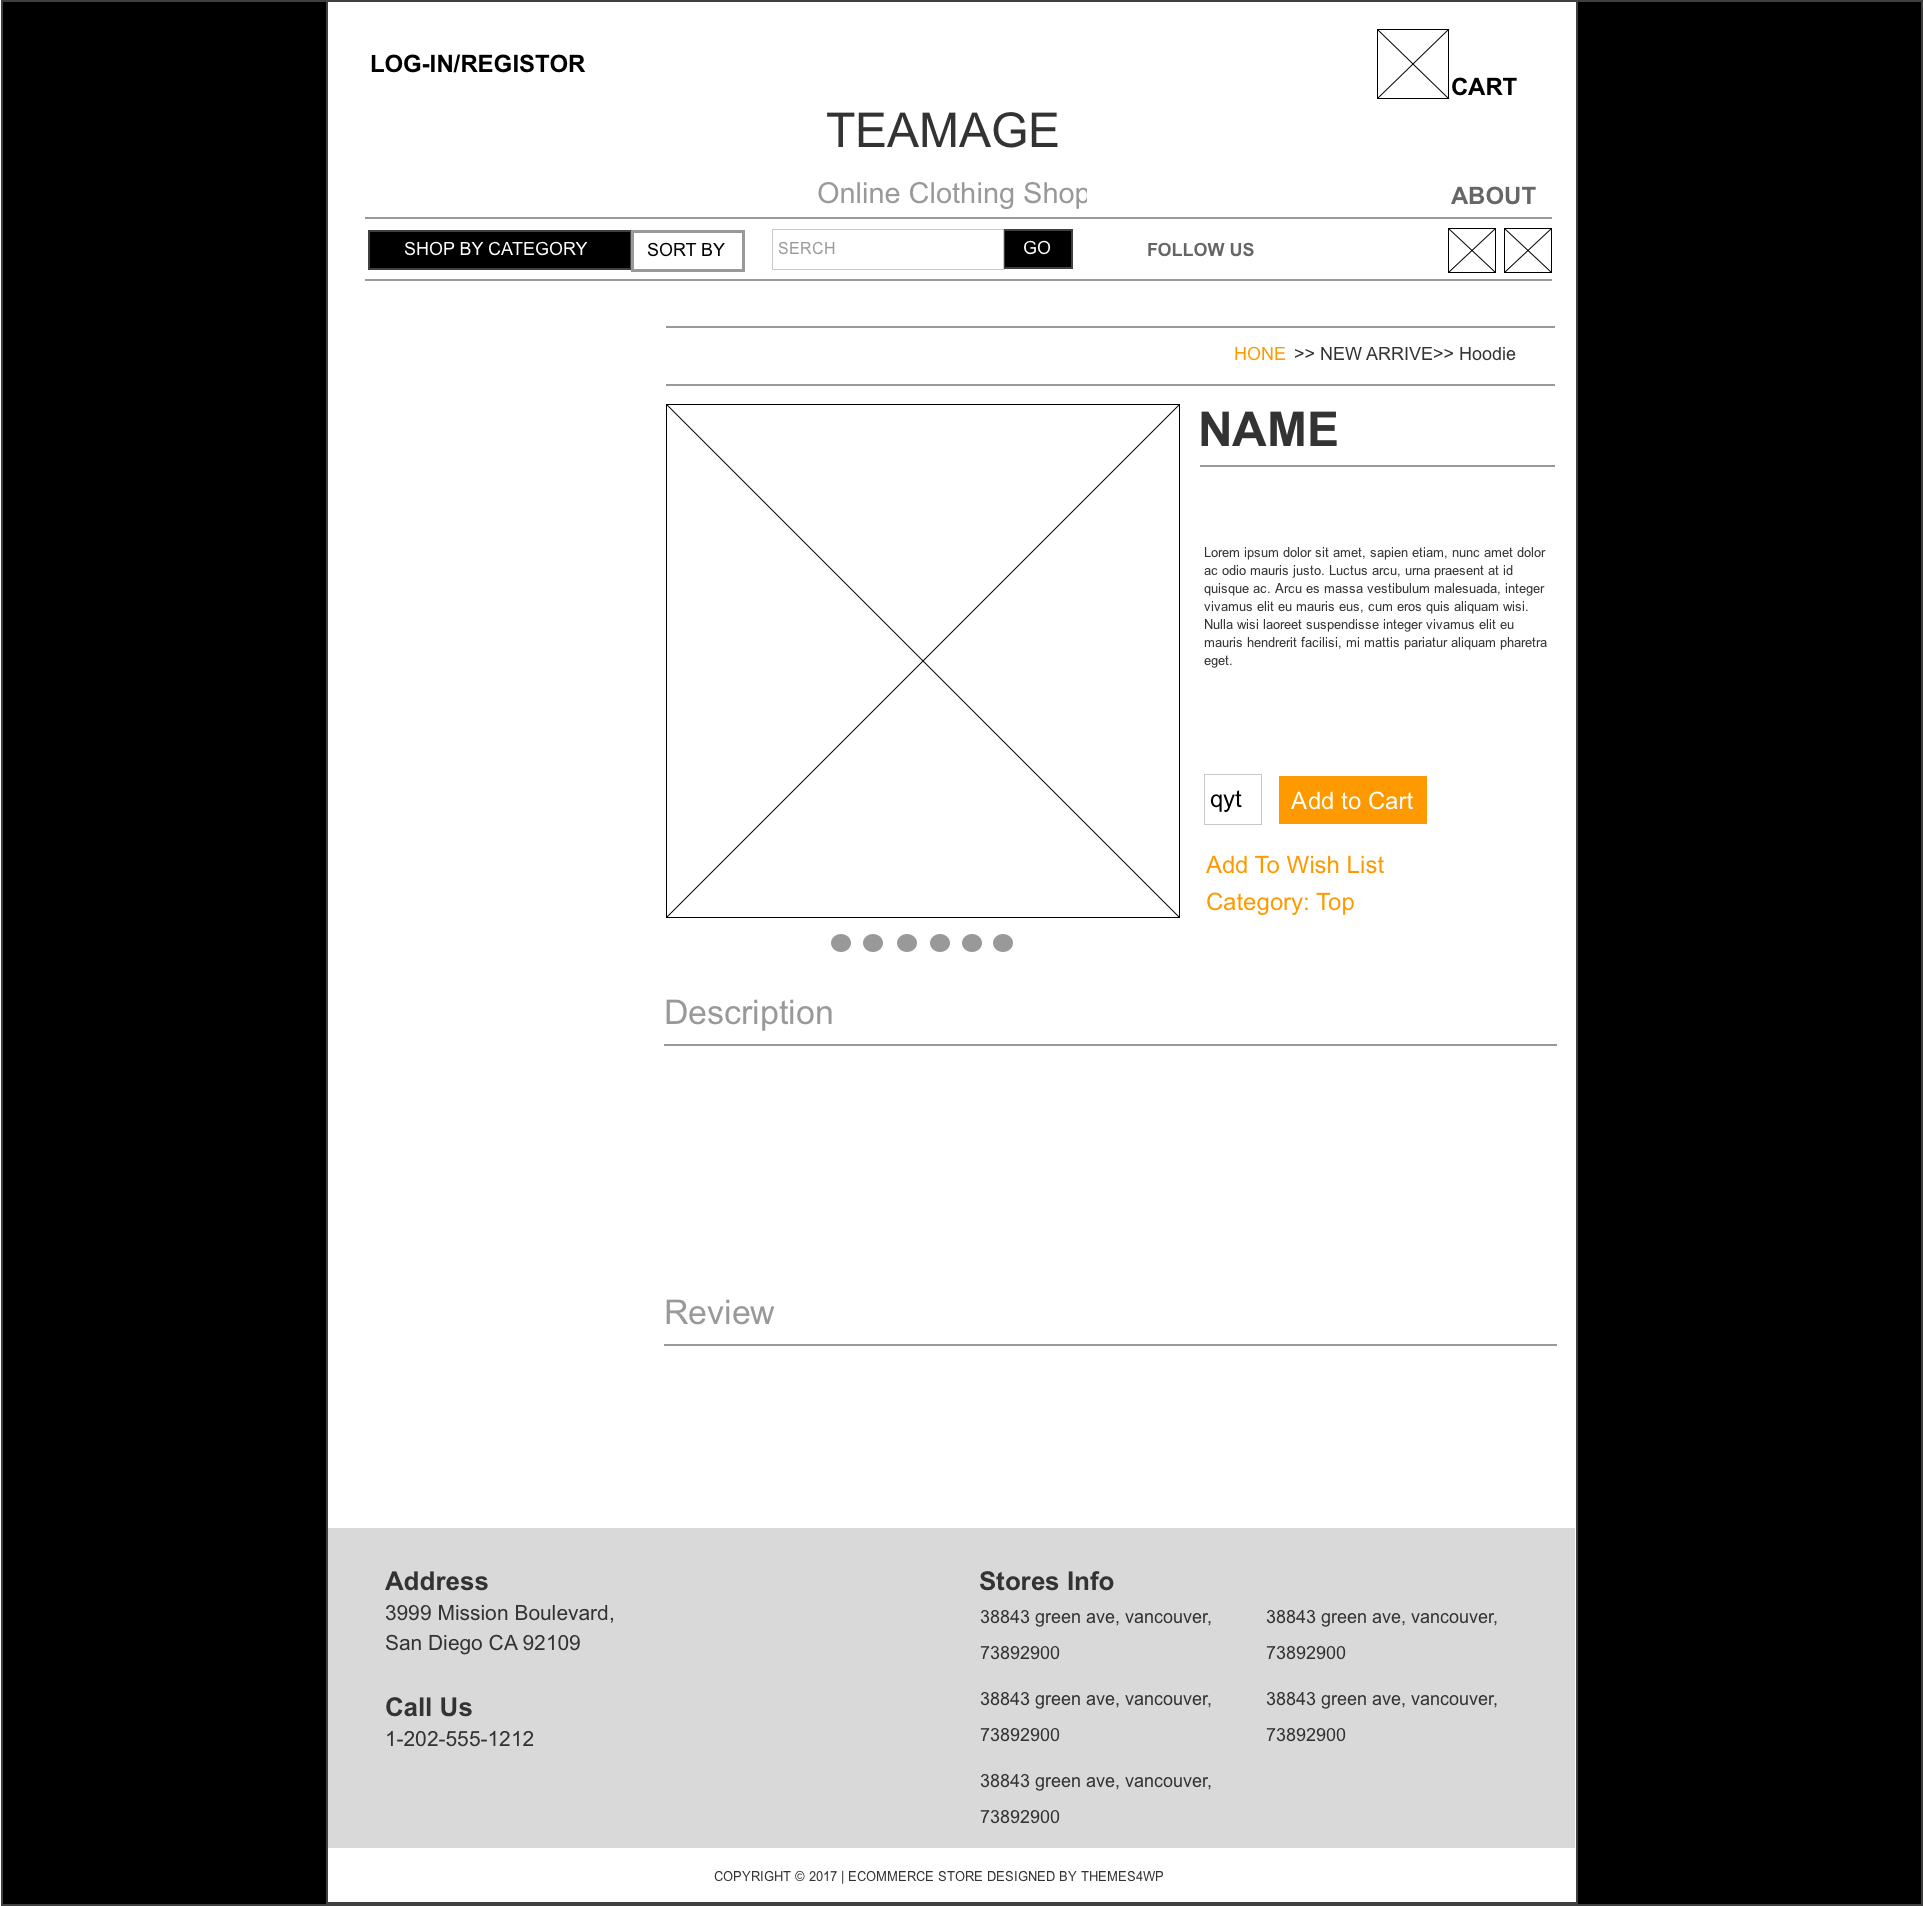 LOG-IN/REGISTOR
CART
TEAMAGE
Online Clothing Shop
ABOUT
SHOP BY CATEGORY
SORT BY
SERCH
GO
FOLLOW US
HONE >> NEW ARRIVE>> Hoodie
NAME
Lorem ipsum dolor sit amet, sapien etiam, nunc amet dolor
ac odio mauris justo. Luctus arcu, urna praesent at id
quisque ac. Arcu es massa vestibulum malesuada, integer
vivamus elit eu mauris eus, cum eros quis aliquam wisi.
Nulla wisi laoreet suspendisse integer vivamus elit eu
mauris hendrerit facilisi, mi mattis pariatur aliquam pharetra
eget.
qyt
Add to Cart
Add To Wish List
Category: Top
Description
Review
Address
3999 Mission Boulevard,
San Diego CA 92109
Call Us
1-202-555-1212
Stores Info
38843 green ave, vancouver,
73892900
38843 green ave, vancouver,
73892900
38843 green ave, vancouver,
73892900
38843 green ave, vancouver,
73892900
38843 green ave, vancouver,
73892900
COPYRIGHT © 2017 | ECOMMERCE STORE DESIGNED BY THEMES4WP